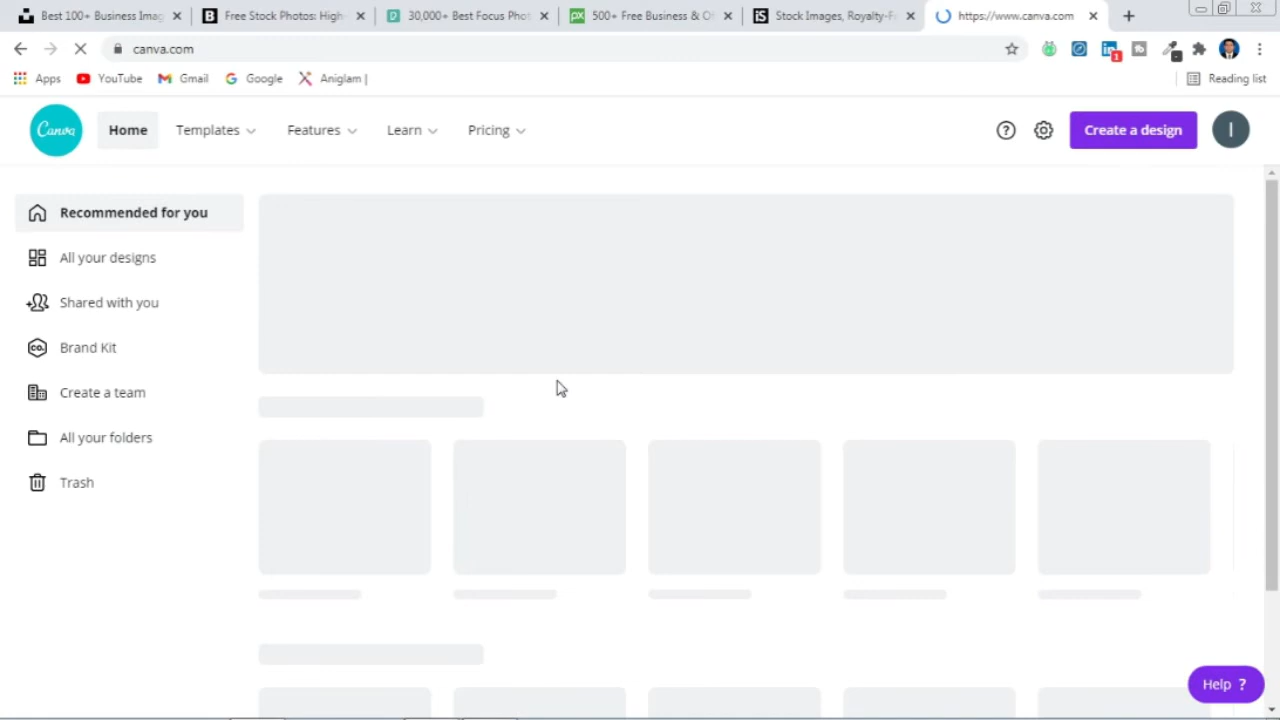 Best 100+ Business Imag
Free Stock Photos: High-
30,000+ Best Focus Phot
500+ Free Business & O
Stock Images, Royalty-F
https://www.canva.com
canva.com
1
Apps
YouTube
Gmail
Google
Aniglam |
Reading list
Canva
Home
Templates
Features
Learn
Pricing
Create a design
I
Recommended for you
All your designs
Shared with you
co.
Brand Kit
Create a team
All your folders
Trash
Help ?